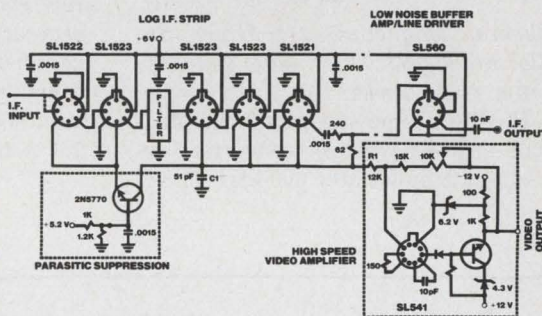 LOG I.F. STRIP
LOW NOISE BUFFER
AMP/LINE DRIVER
SL1522 SL1523 +6V SL1523 SL1523 SL1521 SL560
.0015 .0015 .0015
I.F.
INPUT
FILTER
240
.0015
62
10 nF
I.F.
OUTPUT
51 pF C1
R1
12K
15K
10K
2N5770
+5.2V
1K
1.2K
.0015
PARASITIC SUPPRESSION
HIGH SPEED
VIDEO AMPLIFIER
150
10pF
SL541
6.2 V
-12 V
100
1K
4.3 V
+12 V
VIDEO
OUTPUT